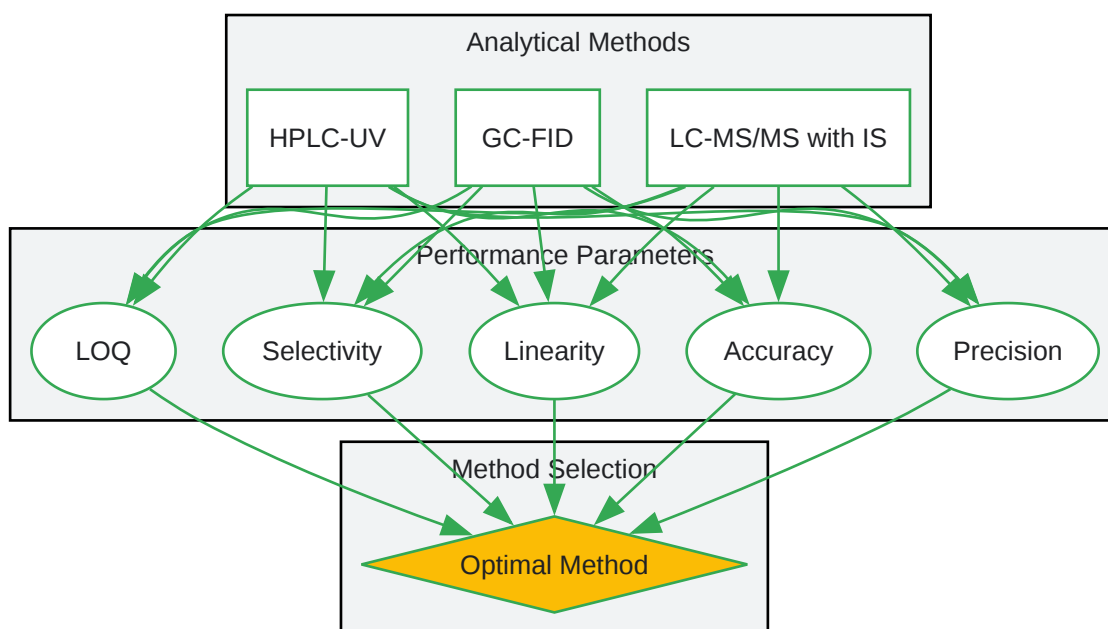 Analytical Methods
HPLC-UV
GC-FID
LC-MS/MS with IS
Performance Parameters
LOQ
Selectivity
Linearity
Accuracy
Precision
Method Selection
Optimal Method